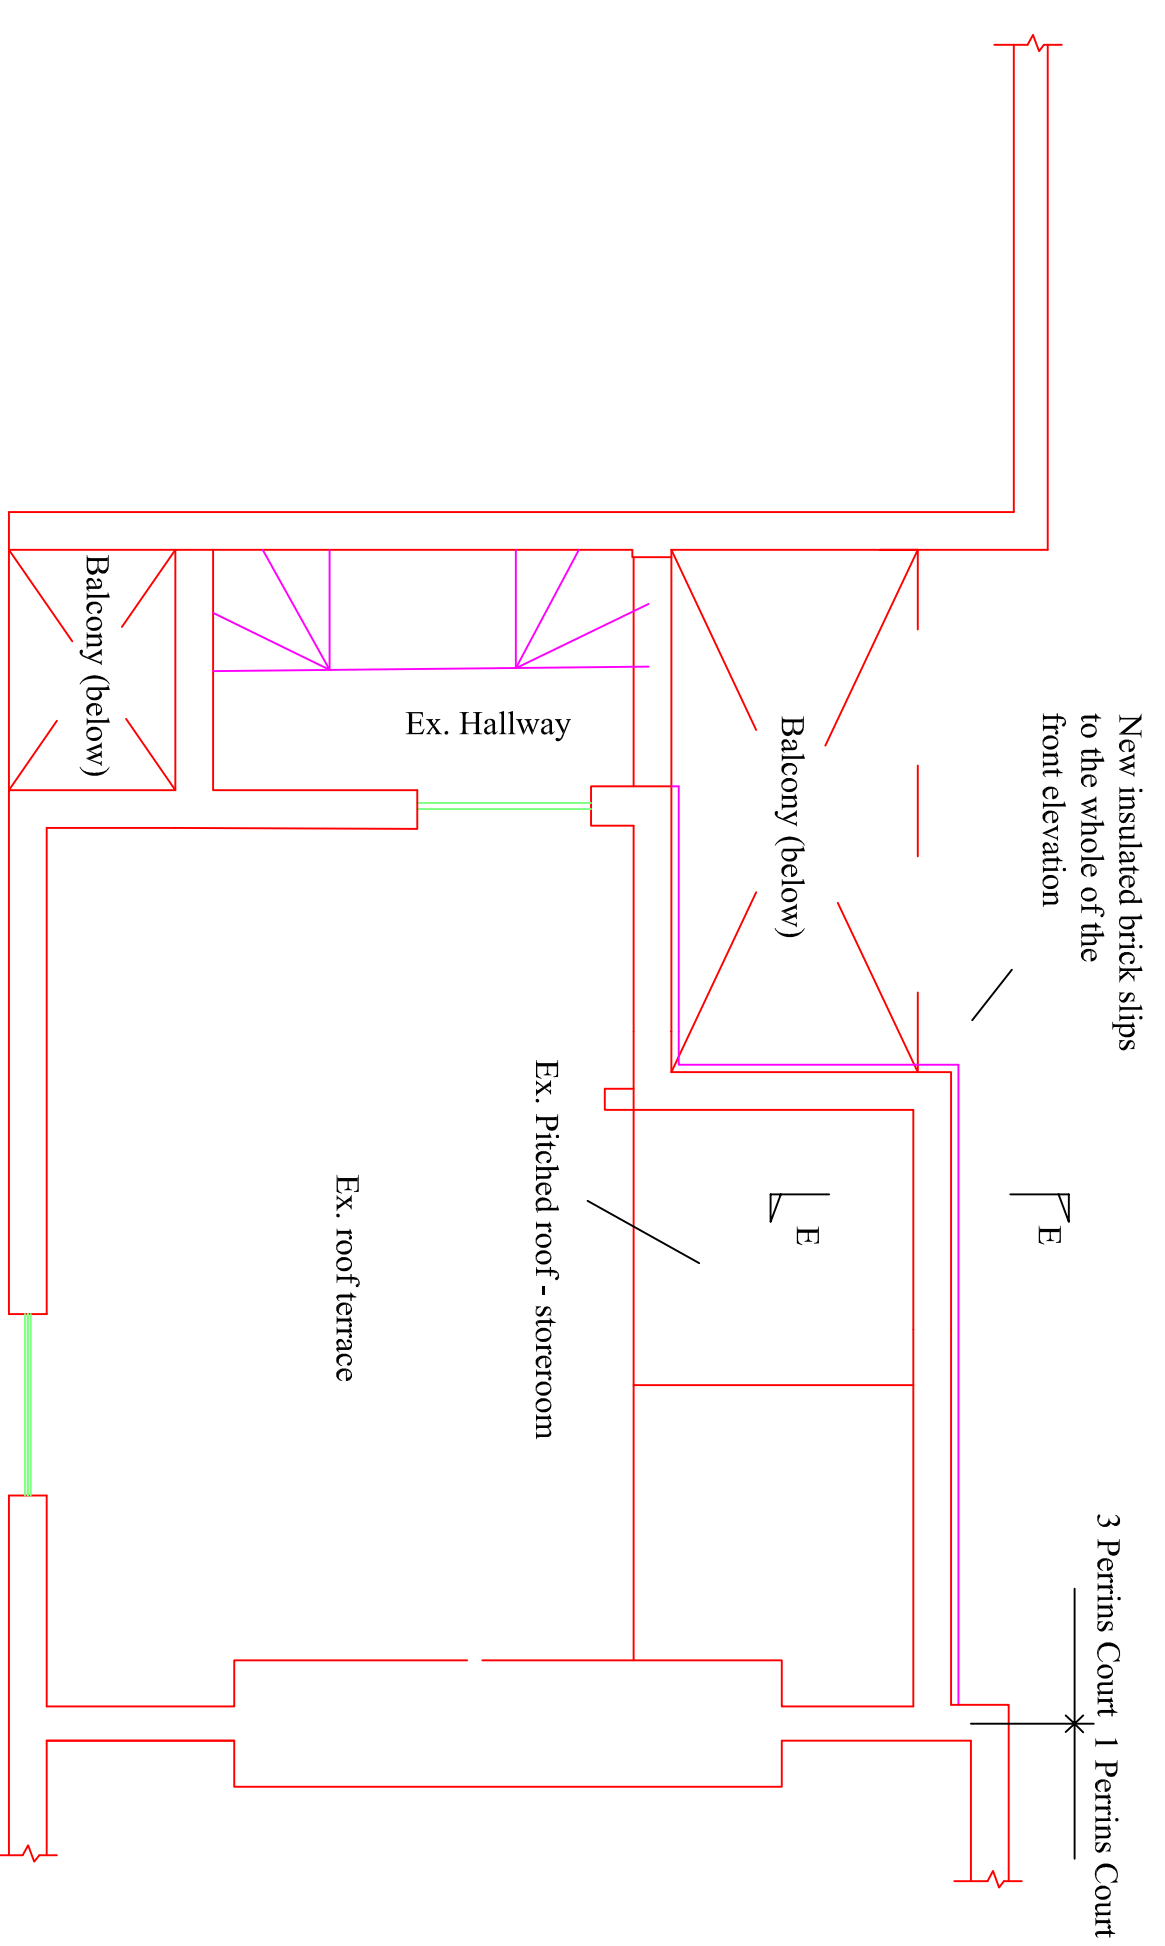 New insulated brick slips
to the whole of the
front elevation
3 Perrins Court
1 Perrins Court
E
E
Balcony (below)
Ex. Pitched roof - storeroom
Ex. Hallway
Ex. roof terrace
Balcony (below)